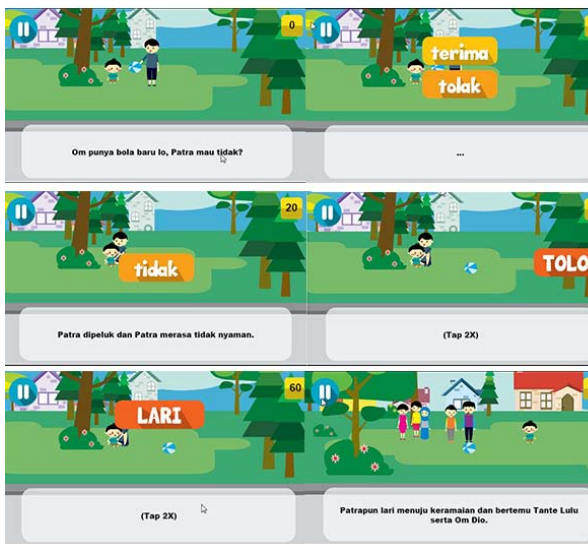 0
Om punya bola baru lo, Patra mau tidak?
terima
tolak
...
20
tidak
Patra dipeluk dan Patra merasa tidak nyaman.
TOLO
(Tap 2X)
60
LARI
(Tap 2X)
Patrapun lari menuju keramaian dan bertemu Tante Lulu
serta Om Dio.